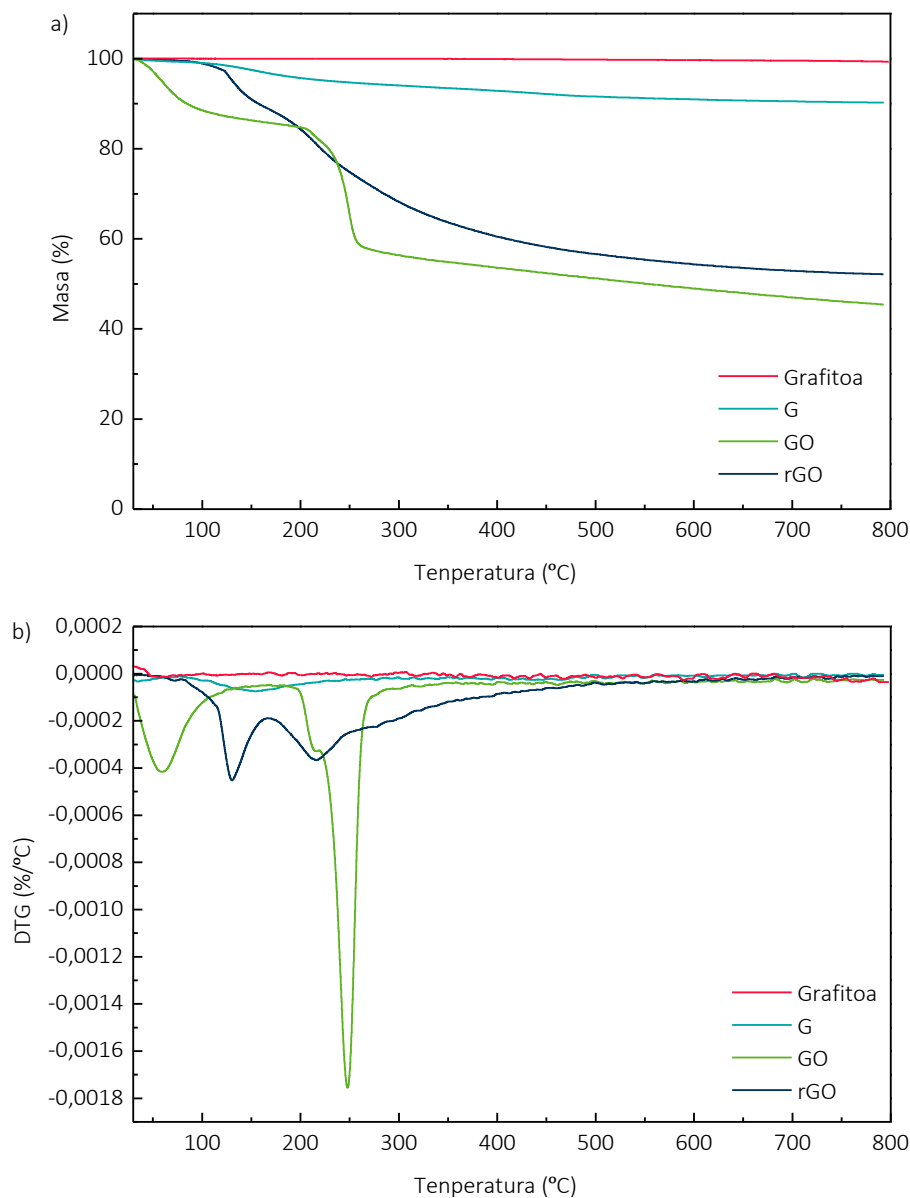 a)
100
80
60
40
20
0
Masa (%)
Grafitoa
G
GO
rGO
100 200 300 400 500 600 700 800
Tenperatura (ºC)
b)
0,0002
0,0000
-0,0002
-0,0004
-0,0006
-0,0008
-0,0010
-0,0012
-0,0014
-0,0016
-0,0018
DTG (%/ºC)
Grafitoa
G
GO
rGO
100 200 300 400 500 600 700 800
Tenperatura (ºC)